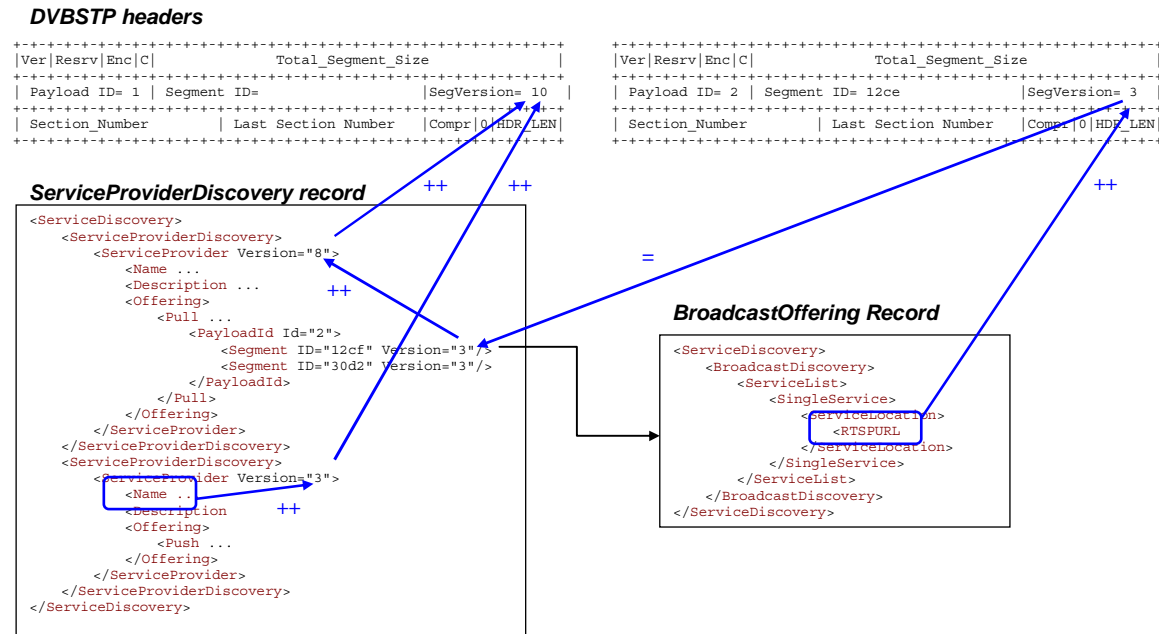 DVBSTP headers
+-+-+-+-+-+-+-+-+-+-+-+-+-+-+-+-+-+-+-+-+-+-+-+-+-+-+-+-+-+-+-+-+
|Ver|Resrv|Enc|C| Total_Segment_Size |
+-+-+-+-+-+-+-+-+-+-+-+-+-+-+-+-+-+-+-+-+-+-+-+-+-+-+-+-+-+-+-+-+
| Payload ID= 1 | Segment ID= |SegVersion= 10 |
+-+-+-+-+-+-+-+-+-+-+-+-+-+-+-+-+-+-+-+-+-+-+-+-+-+-+-+-+-+-+-+-+
| Section_Number | Last Section Number |Compr|0|HDR_LEN|
+-+-+-+-+-+-+-+-+-+-+-+-+-+-+-+-+-+-+-+-+-+-+-+-+-+-+-+-+-+-+-+-+
+-+-+-+-+-+-+-+-+-+-+-+-+-+-+-+-+-+-+-+-+-+-+-+-+-+-+-+-+-+-+-+-+
|Ver|Resrv|Enc|C| Total_Segment_Size |
+-+-+-+-+-+-+-+-+-+-+-+-+-+-+-+-+-+-+-+-+-+-+-+-+-+-+-+-+-+-+-+-+
| Payload ID= 2 | Segment ID= 12ce |SegVersion= 3 |
+-+-+-+-+-+-+-+-+-+-+-+-+-+-+-+-+-+-+-+-+-+-+-+-+-+-+-+-+-+-+-+-+
| Section_Number | Last Section Number |Compr|0|HDR_LEN|
+-+-+-+-+-+-+-+-+-+-+-+-+-+-+-+-+-+-+-+-+-+-+-+-+-+-+-+-+-+-+-+-+
++ ++ ++
ServiceProviderDiscovery record
<ServiceDiscovery>
<ServiceProviderDiscovery>
<ServiceProvider Version="8">
<Name ...
<Description ...
++
<Offering>
<Pull ...
<PayloadId Id="2">
<Segment ID="12cf" Version="3"/>
<Segment ID="30d2" Version="3"/>
</PayloadId>
</Pull>
</Offering>
</ServiceProvider>
</ServiceProviderDiscovery>
<ServiceProviderDiscovery>
<ServiceProvider Version="3">
<Name ..
<Description
++
<Offering>
<Push ...
</Offering>
</ServiceProvider>
</ServiceProviderDiscovery>
</ServiceDiscovery>
=
BroadcastOffering Record
<ServiceDiscovery>
<BroadcastDiscovery>
<ServiceList>
<SingleService>
<ServiceLocation>
<RTSPURL
</ServiceLocation>
</SingleService>
</ServiceList>
</BroadcastDiscovery>
</ServiceDiscovery>